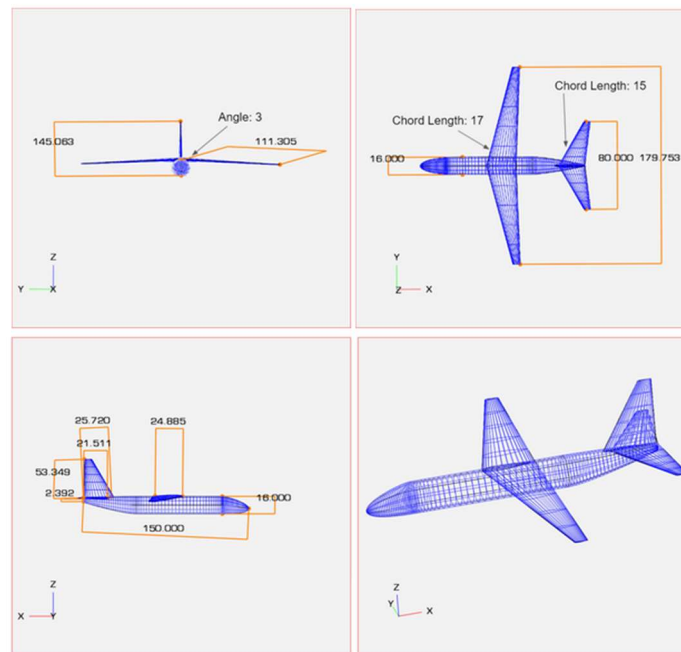 Angle: 3
145.063
111.305
Z
Y
X
Chord Length: 15
Chord Length: 17
16.000
80.000
179.753
Y
Z
X
25.720
24.885
21.511
53.349
2.392
16.000
150.000
Z
X
Y
Z
Y
X